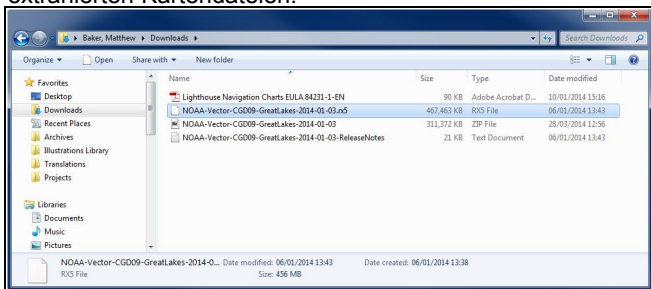 extrahierten Kartendateien.
Baker, Matthew ▸ Downloads ▸
Search Downloads
Organize Open Share with New folder
Name Size Type Date modified
Favorites
Desktop
Downloads
Recent Places
Archives
Illustrations Library
Translations
Projects
Libraries
Documents
Music
Pictures
Lighthouse Navigation Charts EULA 84231-1-EN 90 KB Adobe Acrobat D... 10/01/2014 15:16
NOAA-Vector-CGD09-GreatLakes-2014-01-03.rx5 467,463 KB RX5 File 06/01/2014 13:43
NOAA-Vector-CGD09-GreatLakes-2014-01-03 311,372 KB ZIP File 28/03/2014 12:56
NOAA-Vector-CGD09-GreatLakes-2014-01-03-ReleaseNotes 21 KB Text Document 06/01/2014 13:43
NOAA-Vector-CGD09-GreatLakes-2014-0... Date modified: 06/01/2014 13:43 Date created: 06/01/2014 13:38
RX5 File Size: 456 MB